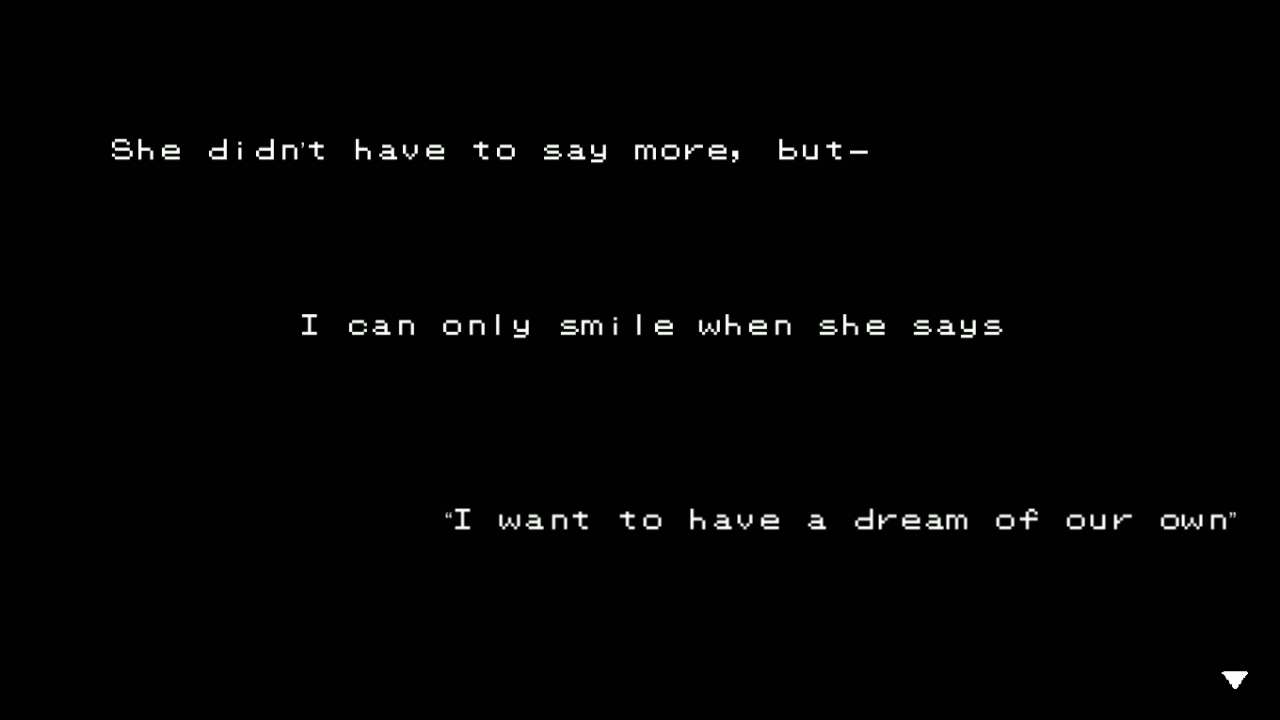 She didn't have to say more, but—
I can only smile when she says
“I want to have a dream of our own”